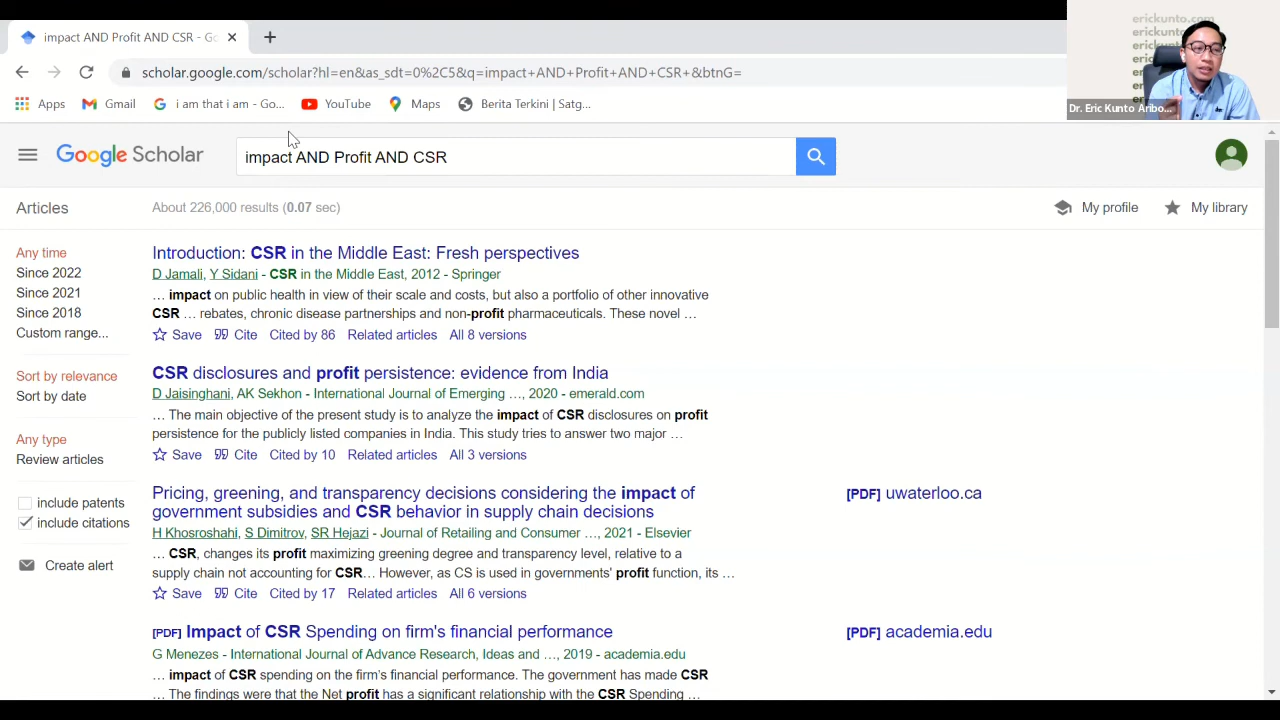 impact AND Profit AND CSR - Go
scholar.google.com/scholar?hl=en&as_sdt=0%2C5&q=impact+AND+Profit+AND+CSR+&btnG=
Apps Gmail i am that i am - Go... YouTube Maps Berita Terkini | Satg...
erickunto.com
erickunto
erickunto
Dr. Eric Kunto Aribo...
Google Scholar
impact AND Profit AND CSR
Articles
About 226,000 results (0.07 sec)
My profile
My library
Any time
Since 2022
Since 2021
Since 2018
Custom range...
Sort by relevance
Sort by date
Any type
Review articles
include patents
include citations
Create alert
Introduction: CSR in the Middle East: Fresh perspectives
D Jamali, Y Sidani - CSR in the Middle East, 2012 - Springer
… impact on public health in view of their scale and costs, but also a portfolio of other innovative
CSR … rebates, chronic disease partnerships and non-profit pharmaceuticals. These novel …
Save Cite Cited by 86 Related articles All 8 versions
CSR disclosures and profit persistence: evidence from India
D Jaisinghani, AK Sekhon - International Journal of Emerging …, 2020 - emerald.com
… The main objective of the present study is to analyze the impact of CSR disclosures on profit
persistence for the publicly listed companies in India. This study tries to answer two major …
Save Cite Cited by 10 Related articles All 3 versions
Pricing, greening, and transparency decisions considering the impact of
government subsidies and CSR behavior in supply chain decisions
[PDF] uwaterloo.ca
H Khosroshahi, S Dimitrov, SR Hejazi - Journal of Retailing and Consumer …, 2021 - Elsevier
… CSR, changes its profit maximizing greening degree and transparency level, relative to a
supply chain not accounting for CSR… However, as CS is used in governments' profit function, its …
Save Cite Cited by 17 Related articles All 6 versions
[PDF] Impact of CSR Spending on firm's financial performance
[PDF] academia.edu
G Menezes - International Journal of Advance Research, Ideas and …, 2019 - academia.edu
… impact of CSR spending on the firm's financial performance. The government has made CSR
… The findings were that the Net profit has a significant relationship with the CSR Spending …